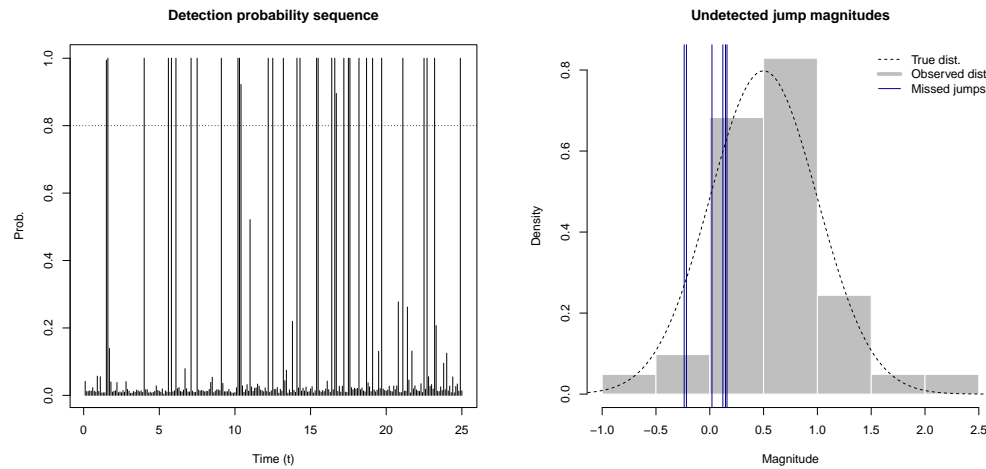 Detection probability sequence
Prob.
0.0
0.2
0.4
0.6
0.8
1.0
0
5
10
15
20
25
Time (t)
Undetected jump magnitudes
Density
0.0
0.2
0.4
0.6
0.8
True dist.
Observed dist
Missed jumps
−1.0
−0.5
0.0
0.5
1.0
1.5
2.0
2.5
Magnitude